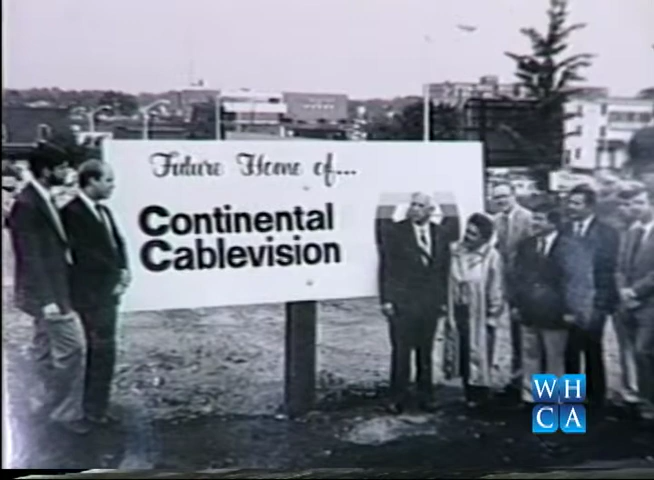 Future Home of...
Continental
Cablevision
WH
CA